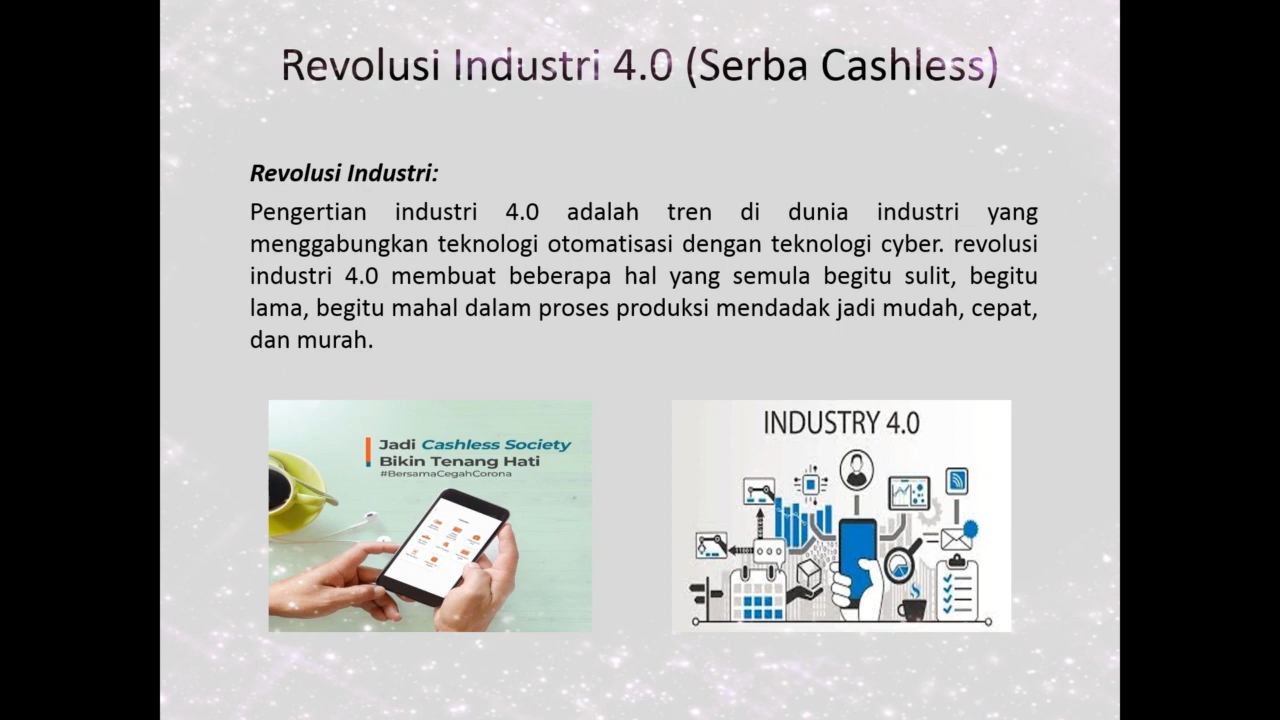 Revolusi Industri 4.0 (Serba Cashless)
Revolusi Industri:
Pengertian industri 4.0 adalah tren di dunia industri yang
menggabungkan teknologi otomatisasi dengan teknologi cyber. revolusi
industri 4.0 membuat beberapa hal yang semula begitu sulit, begitu
lama, begitu mahal dalam proses produksi mendadak jadi mudah, cepat,
dan murah.
Jadi Cashless Society
Bikin Tenang Hati
#BersamaCegahCorona
INDUSTRY 4.0